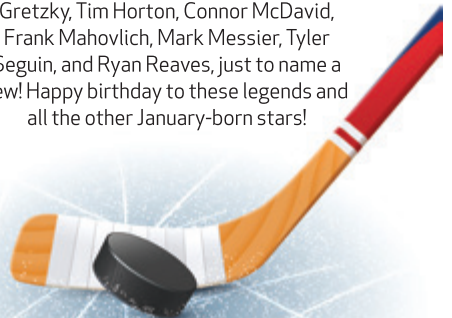 Gretzky, Tim Horton, Connor McDavid,
Frank Mahovlich, Mark Messier, Tyler
Seguin, and Ryan Reaves, just to name a
ew! Happy birthday to these legends and
all the other January-born stars!